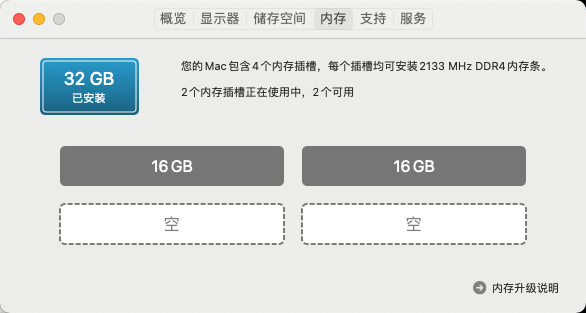 概览 显示器 储存空间 内存 支持 服务
32 GB
已安装
您的 Mac 包含 4 个内存插槽，每个插槽均可安装 2133 MHz DDR4 内存条。
2 个内存插槽正在使用中，2 个可用
16 GB 16 GB
空 空
内存升级说明